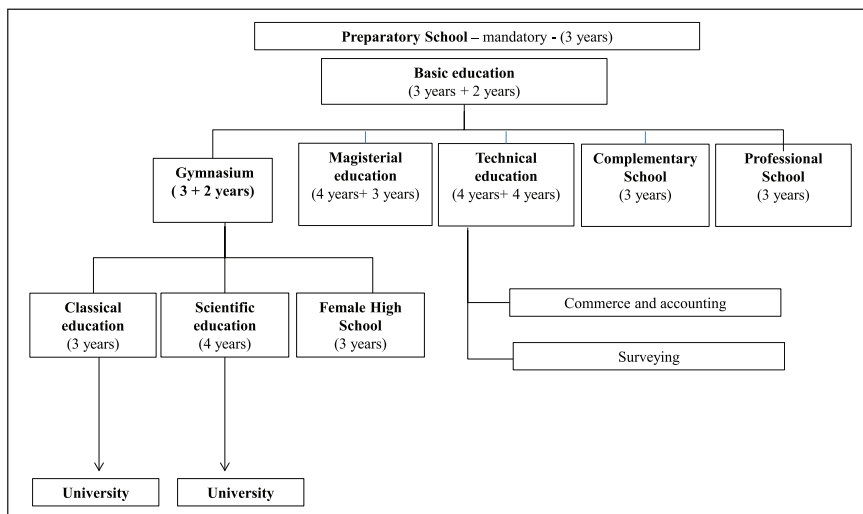 Preparatory School – mandatory - (3 years)
Basic education
(3 years + 2 years)
Gymnasium
( 3 + 2 years)
Magisterial
education
(4 years+ 3 years)
Technical
education
(4 years+ 4 years)
Complementary
School
(3 years)
Professional
School
(3 years)
Classical
education
(3 years)
Scientific
education
(4 years)
Female High
School
(3 years)
Commerce and accounting
Surveying
University
University